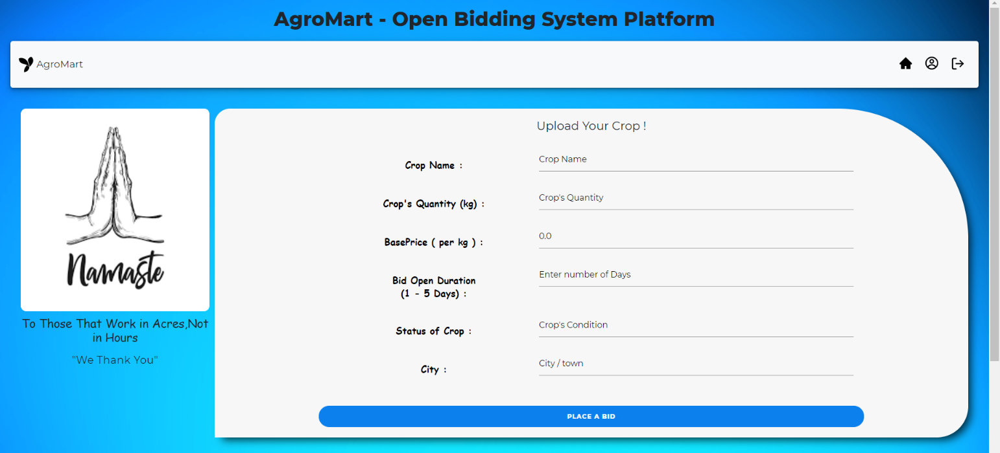 AgroMart - Open Bidding System Platform
AgroMart
Namaste
To Those That Work in Acres,Not
in Hours
"We Thank You"
Upload Your Crop !
Crop Name :
Crop Name
Crop's Quantity (kg) :
Crop's Quantity
BasePrice ( per kg ) :
0.0
Bid Open Duration
(1 - 5 Days) :
Enter number of Days
Status of Crop :
Crop's Condition
City :
City / town
PLACE A BID